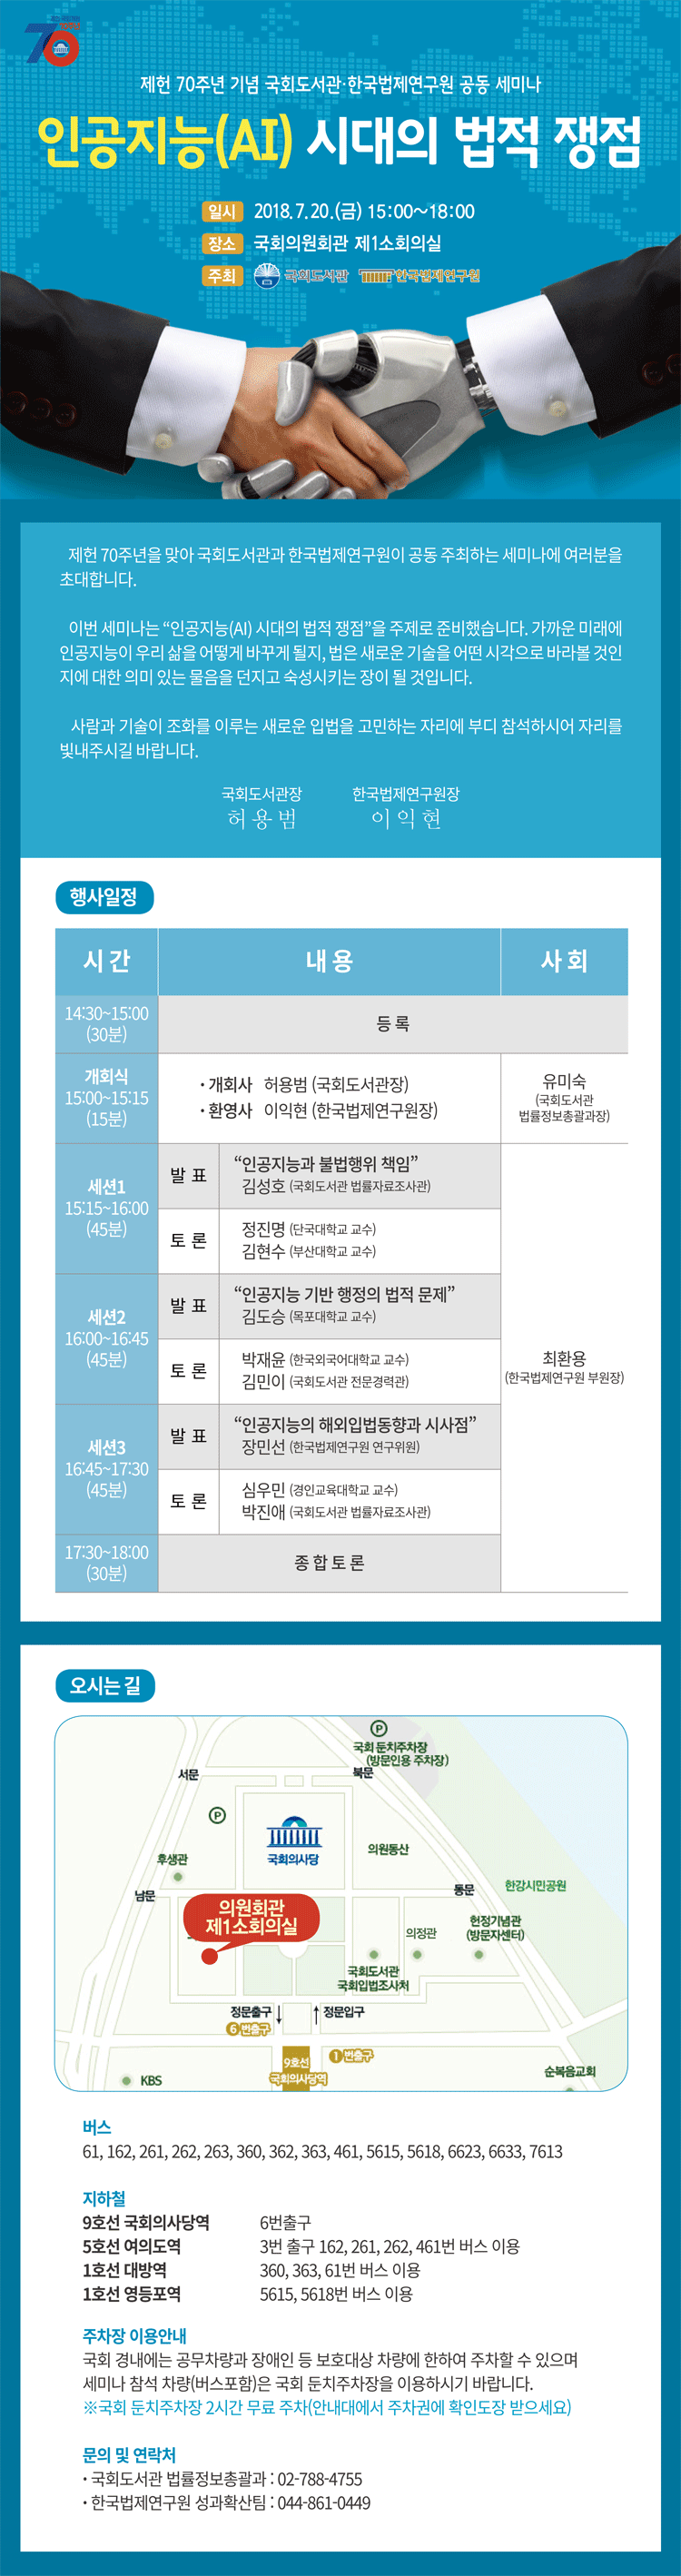 70
제헌 70주년 기념 국회도서관·한국법제연구원 공동 세미나
인공지능(AI) 시대의 법적 쟁점
일시 2018.7.20.(금) 15:00~18:00
장소 국회의원회관 제1소회의실
주최 국회도서관 한국법제연구원
제헌 70주년을 맞아 국회도서관과 한국법제연구원이 공동 주최하는 세미나에 여러분을
초대합니다.
이번 세미나는 “인공지능(AI) 시대의 법적 쟁점”을 주제로 준비했습니다. 가까운 미래에
인공지능이 우리 삶을 어떻게 바꾸게 될지, 법은 새로운 기술을 어떤 시각으로 바라볼 것인
지에 대한 의미 있는 물음을 던지고 숙성시키는 장이 될 것입니다.
사람과 기술이 조화를 이루는 새로운 입법을 고민하는 자리에 부디 참석하시어 자리를
빛내주시길 바랍니다.
국회도서관장 한국법제연구원장
허용범 이익현
행사일정
시간 내용 사회
14:30~15:00
(30분)
등록
개회식
15:00~15:15
(15분)
· 개회사 허용범 (국회도서관장)
· 환영사 이익현 (한국법제연구원장)
유미숙
(국회도서관
법률정보총괄과장)
세션1
15:15~16:00
(45분)
발표
“인공지능과 불법행위 책임”
김성호 (국회도서관 법률자료조사관)
토론
정진명 (단국대학교 교수)
김현수 (부산대학교 교수)
세션2
16:00~16:45
(45분)
발표
“인공지능 기반 행정의 법적 문제”
김도승 (목포대학교 교수)
토론
박재윤 (한국외국어대학교 교수)
김민이 (국회도서관 전문경력관)
최환용
(한국법제연구원 부원장)
세션3
16:45~17:30
(45분)
발표
“인공지능의 해외입법동향과 시사점”
장민선 (한국법제연구원 연구위원)
토론
심우민 (경인교육대학교 교수)
박진애 (국회도서관 법률자료조사관)
17:30~18:00
(30분)
종합토론
오시는 길
P
국회 둔치주차장
(방문인용 주차장)
서문
북문
P
국회의사당
의원동산
후생관
남문
동문
한강시민공원
의원회관
제1소회의실
의정관
헌정기념관
(방문자센터)
국회도서관
국회입법조사처
정문출구 ↓ ↑ 정문입구
6 번출구
1 번출구
9호선
국회의사당역
KBS
순복음교회
버스
61, 162, 261, 262, 263, 360, 362, 363, 461, 5615, 5618, 6623, 6633, 7613
지하철
9호선 국회의사당역 6번출구
5호선 여의도역 3번 출구 162, 261, 262, 461번 버스 이용
1호선 대방역 360, 363, 61번 버스 이용
1호선 영등포역 5615, 5618번 버스 이용
주차장 이용안내
국회 경내에는 공무차량과 장애인 등 보호대상 차량에 한하여 주차할 수 있으며
세미나 참석 차량(버스포함)은 국회 둔치주차장을 이용하시기 바랍니다.
※국회 둔치주차장 2시간 무료 주차(안내대에서 주차권에 확인도장 받으세요)
문의 및 연락처
· 국회도서관 법률정보총괄과 : 02-788-4755
· 한국법제연구원 성과확산팀 : 044-861-0449